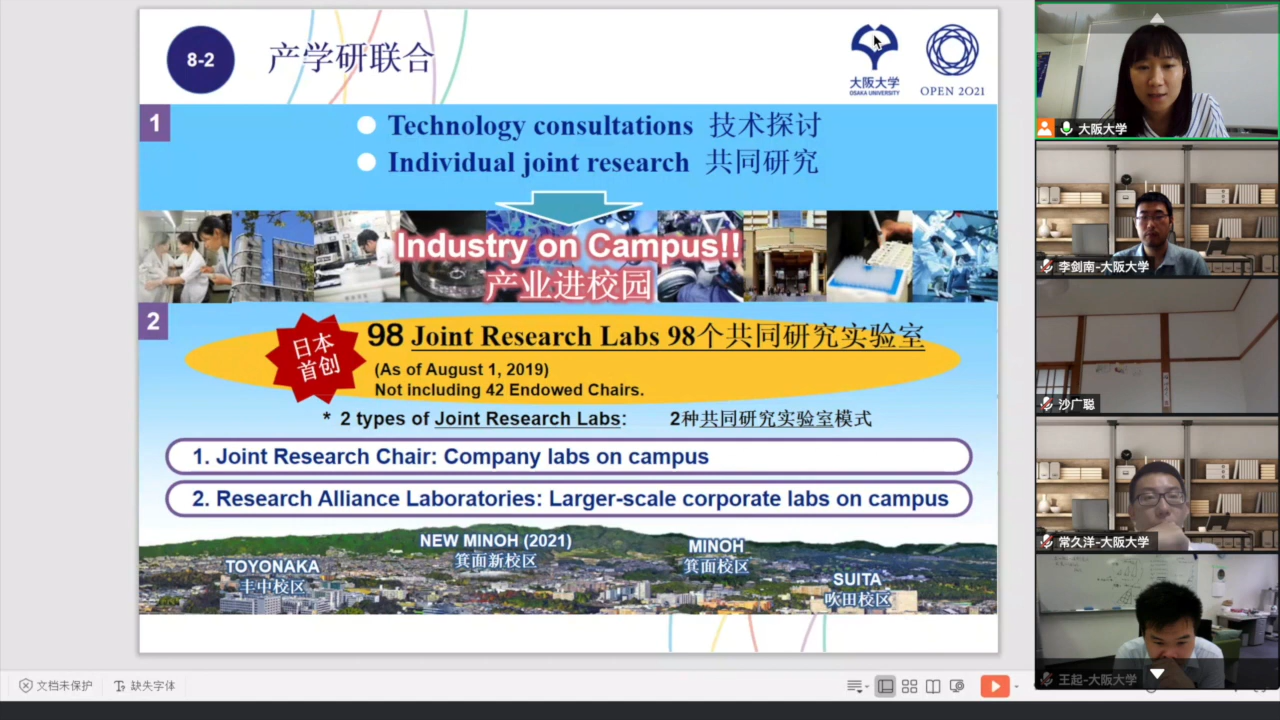 8-2
产学研联合
大阪大学
OSAKA UNIVERSITY
OPEN 2O21
1
Technology consultations 技术探讨
Individual joint research 共同研究
Industry on Campus!!
产业进校园
2
日本
首创
98 Joint Research Labs 98个共同研究实验室
(As of August 1, 2019)
Not including 42 Endowed Chairs.
* 2 types of Joint Research Labs: 2种共同研究实验室模式
1. Joint Research Chair: Company labs on campus
2. Research Alliance Laboratories: Larger-scale corporate labs on campus
NEW MINOH (2021)
箕面新校区
MINOH
箕面校区
TOYONAKA
丰中校区
SUITA
吹田校区
文档未保护
缺失字体
大阪大学
李剑南-大阪大学
沙广聪
常久洋-大阪大学
王起-大阪大学